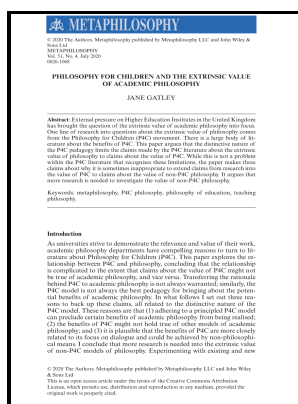 METAPHILOSOPHY
© 2020 The Authors. Metaphilosophy published by Metaphilosophy LLC and John Wiley &
Sons Ltd
METAPHILOSOPHY
Vol. 51, No. 4, July 2020
0026-1068
PHILOSOPHY FOR CHILDREN AND THE EXTRINSIC VALUE
OF ACADEMIC PHILOSOPHY
JANE GATLEY
Abstract: External pressure on Higher Education Institutes in the United Kingdom
has brought the question of the extrinsic value of academic philosophy into focus.
One line of research into questions about the extrinsic value of philosophy comes
from the Philosophy for Children (P4C) movement. There is a large body of lit-
erature about the benefits of P4C. This paper argues that the distinctive nature of
the P4C pedagogy limits the claims made by the P4C literature about the extrinsic
value of philosophy to claims about the value of P4C. While this is not a problem
within the P4C literature that recognises these limitations, the paper makes three
claims about why it is sometimes inappropriate to extend claims from research into
the value of P4C to claims about the value of non-P4C philosophy. It argues that
more research is needed to investigate the value of non-P4C philosophy.
Keywords: metaphilosophy, P4C philosophy, philosophy of education, teaching
philosophy.
Introduction
As universities strive to demonstrate the relevance and value of their work,
academic philosophy departments have compelling reasons to turn to lit-
erature about Philosophy for Children (P4C). This paper explores the re-
lationship between P4C and philosophy, concluding that the relationship
is complicated to the extent that claims about the value of P4C might not
be true of academic philosophy, and vice versa. Transferring the rationale
behind P4C to academic philosophy is not always warranted; similarly, the
P4C model is not always the best pedagogy for bringing about the poten-
tial benefits of academic philosophy. In what follows I set out three rea-
sons to back up these claims, all related to the distinctive nature of the
P4C model. These reasons are that (1) adhering to a principled P4C model
can preclude certain benefits of academic philosophy from being realised;
(2) the benefits of P4C might not hold true of other models of academic
philosophy; and (3) it is plausible that the benefits of P4C are more closely
related to its focus on dialogue and could be achieved by non-philosophi-
cal means. I conclude that more research is needed into the extrinsic value
of non-P4C models of philosophy. Experimenting with existing and new
© 2020 The Authors. Metaphilosophy published by Metaphilosophy LLC and John Wiley
& Sons Ltd
This is an open access article under the terms of the Creative Commons Attribution
License, which permits use, distribution and reproduction in any medium, provided the
original work is properly cited.